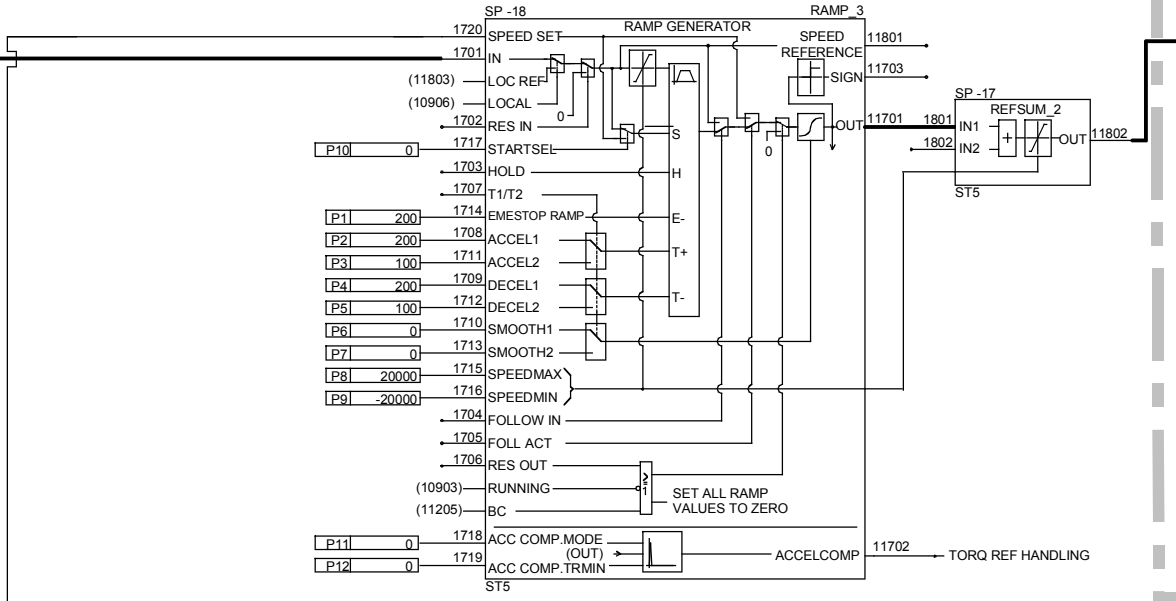 SP -18 RAMP_3
1720 SPEED SET RAMP GENERATOR SPEED REFERENCE 11801
1701 IN
(11803) LOC REF SIGN 11703
(10906) LOCAL
1702 RES IN 0
1717 STARTSEL S
P10 0
OUT 11701
0
1703 HOLD H
1707 T1/T2
P1 200 1714 EMESTOP RAMP E-
P2 200 1708 ACCEL1
T+
P3 100 1711 ACCEL2
P4 200 1709 DECEL1
T-
P5 100 1712 DECEL2
P6 0 1710 SMOOTH1
P7 0 1713 SMOOTH2
P8 20000 1715 SPEEDMAX
P9 -20000 1716 SPEEDMIN
1704 FOLLOW IN
1705 FOLL ACT
1706 RES OUT
(10903) RUNNING
(11205) BC
≥
1
SET ALL RAMP
VALUES TO ZERO
P11 0 1718 ACC COMP.MODE
(OUT)
P12 0 1719 ACC COMP.TRMIN
ACCELCOMP 11702 TORQ REF HANDLING
ST5
SP -17
REFSUM_2
1801 IN1
1802 IN2
+
OUT 11802
ST5